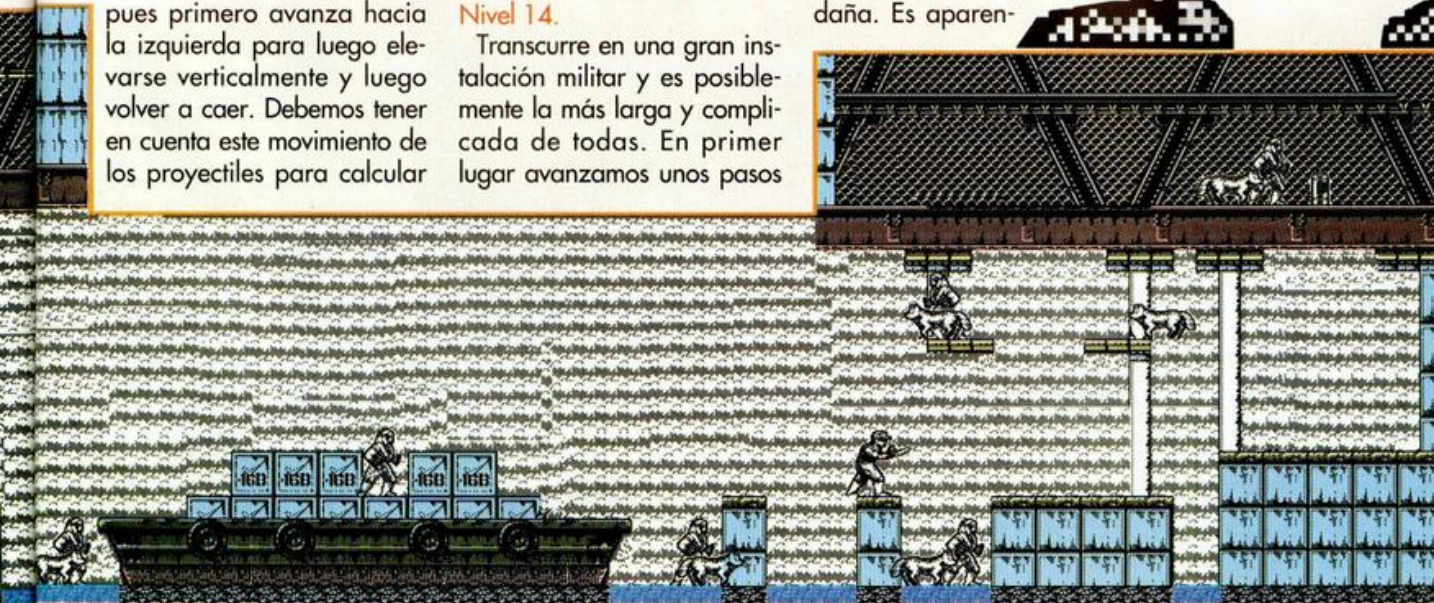 pues primero avanza hacia
la izquierda para luego ele-
varse verticalmente y luego
volver a caer. Debemos tener
en cuenta este movimiento de
los proyectiles para calcular
Nivel 14.
Transcurre en una gran ins-
talación militar y es posible-
mente la más larga y compli-
cada de todas. En primer
lugar avanzamos unos pasos
daña. Es aparen-